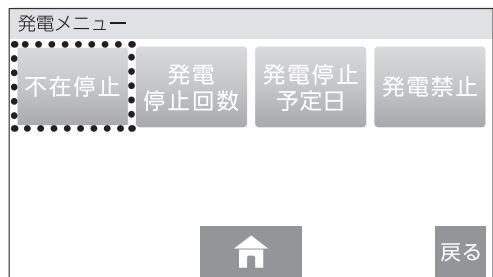 発電メニュー
不在停止
発電
停止回数
発電停止
予定日
発電禁止
戻る